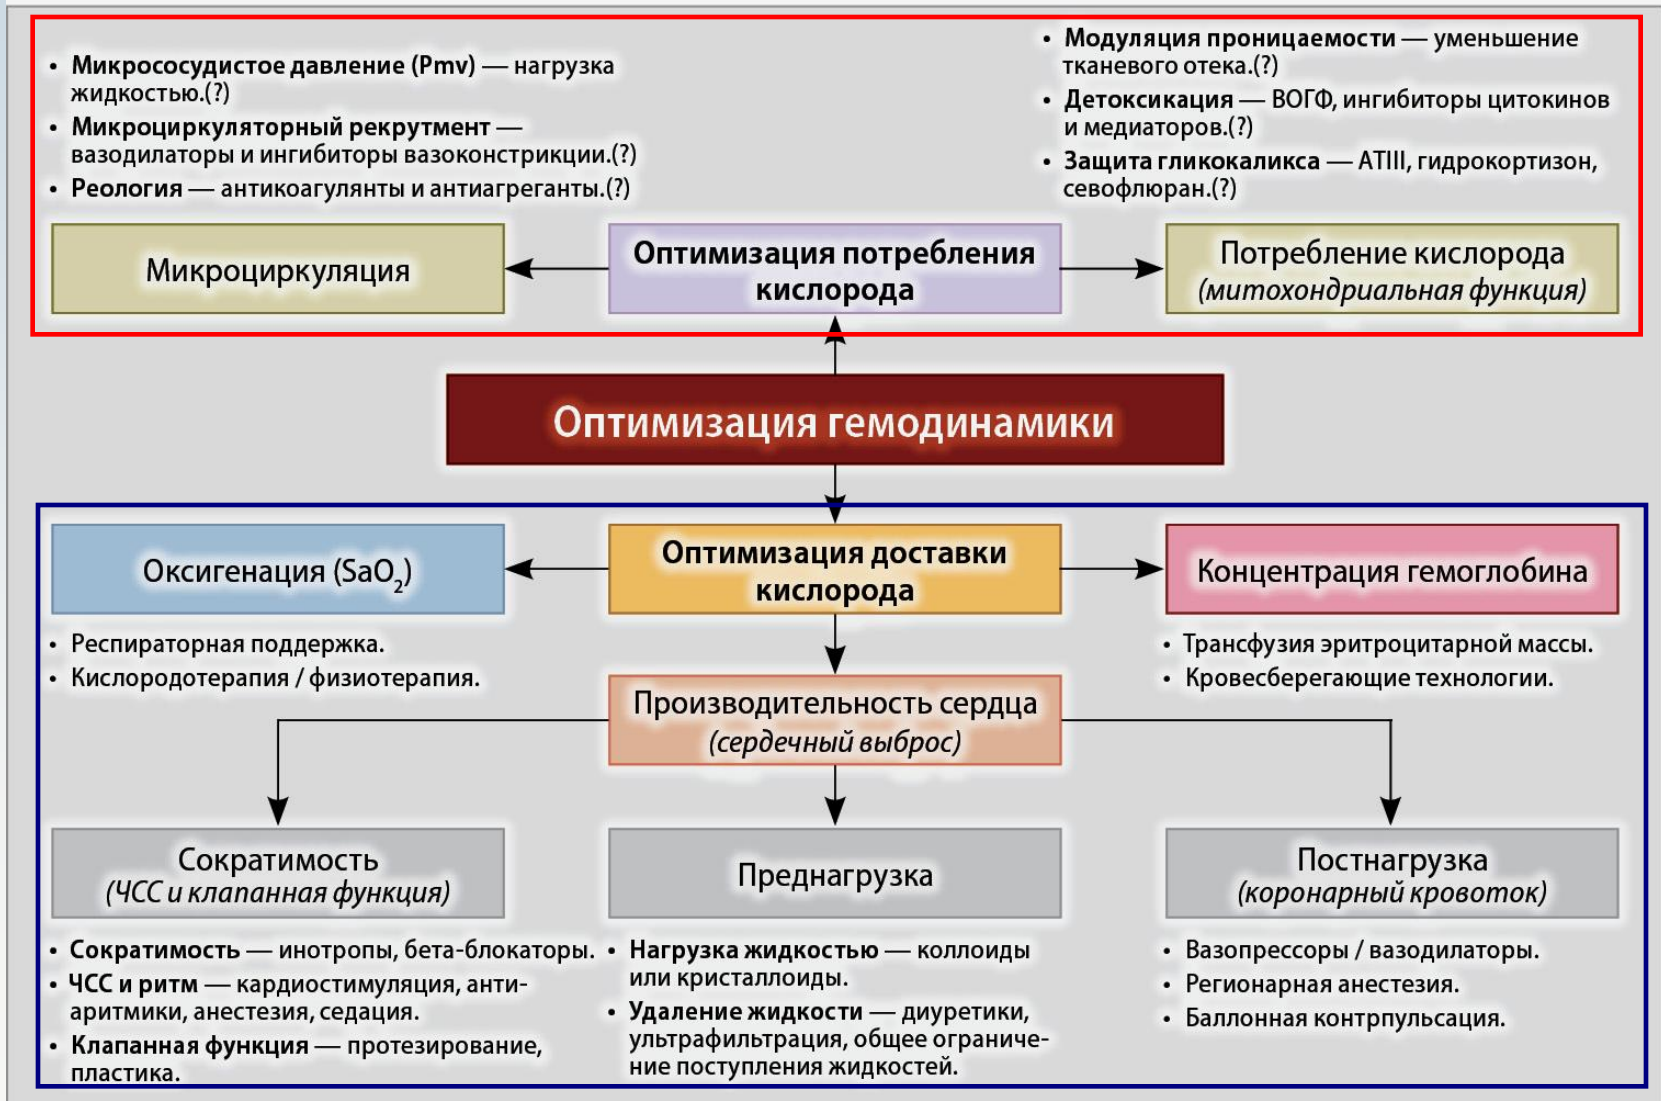 • Микрососудистое давление (Pmv) — нагрузка
жидкостью.(?)
• Микроциркуляторный рекрутмент —
вазодилаторы и ингибиторы вазоконстрикции.(?)
• Реология — антикоагулянты и антиагреганты.(?)
• Модуляция проницаемости — уменьшение
тканевого отека.(?)
• Детоксикация — ВОГФ, ингибиторы цитокинов
и медиаторов.(?)
• Защита гликокаликса — АТIII, гидрокортизон,
севофлюран.(?)
Микроциркуляция
Оптимизация потребления
кислорода
Потребление кислорода
(митохондриальная функция)
Оптимизация гемодинамики
Оксигенация (SaO₂)
Оптимизация доставки
кислорода
Концентрация гемоглобина
• Респираторная поддержка.
• Кислородотерапия / физиотерапия.
• Трансфузия эритроцитарной массы.
• Кровесберегающие технологии.
Производительность сердца
(сердечный выброс)
Сократимость
(ЧСС и клапанная функция)
Преднагрузка
Постнагрузка
(коронарный кровоток)
• Сократимость — инотропы, бета-блокаторы.
• ЧСС и ритм — кардиостимуляция, анти-
аритмики, анестезия, седация.
• Клапанная функция — протезирование,
пластика.
• Нагрузка жидкостью — коллоиды
или кристаллоиды.
• Удаление жидкости — диуретики,
ультрафильтрация, общее ограниче-
ние поступления жидкостей.
• Вазопрессоры / вазодилаторы.
• Регионарная анестезия.
• Баллонная контрпульсация.